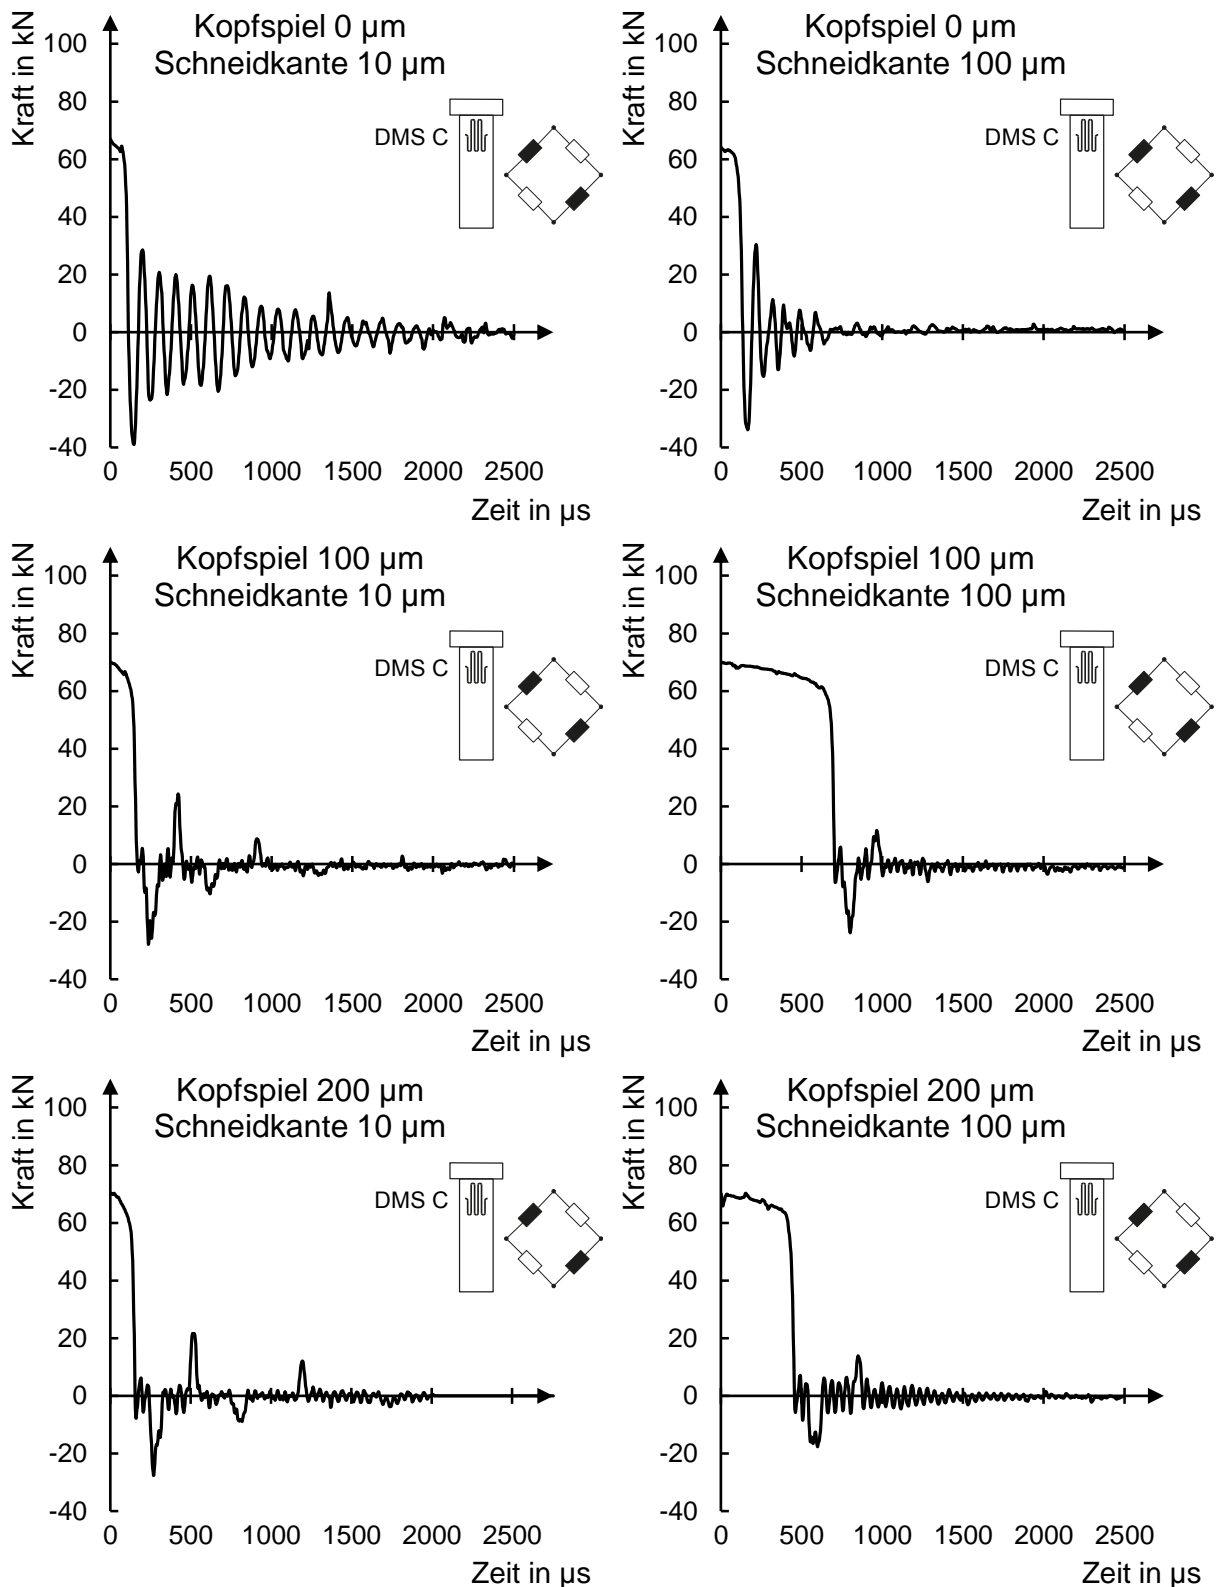 Kopfspiel 0 µm
Schneidkante 10 µm
Kraft in kN
100
80
60
40
20
0
-20
-40
DMS C
0 500 1000 1500 2000 2500
Zeit in µs
Kopfspiel 0 µm
Schneidkante 100 µm
Kraft in kN
100
80
60
40
20
0
-20
-40
DMS C
0 500 1000 1500 2000 2500
Zeit in µs
Kopfspiel 100 µm
Schneidkante 10 µm
Kraft in kN
100
80
60
40
20
0
-20
-40
DMS C
0 500 1000 1500 2000 2500
Zeit in µs
Kopfspiel 100 µm
Schneidkante 100 µm
Kraft in kN
100
80
60
40
20
0
-20
-40
DMS C
0 500 1000 1500 2000 2500
Zeit in µs
Kopfspiel 200 µm
Schneidkante 10 µm
Kraft in kN
100
80
60
40
20
0
-20
-40
DMS C
0 500 1000 1500 2000 2500
Zeit in µs
Kopfspiel 200 µm
Schneidkante 100 µm
Kraft in kN
100
80
60
40
20
0
-20
-40
DMS C
0 500 1000 1500 2000 2500
Zeit in µs